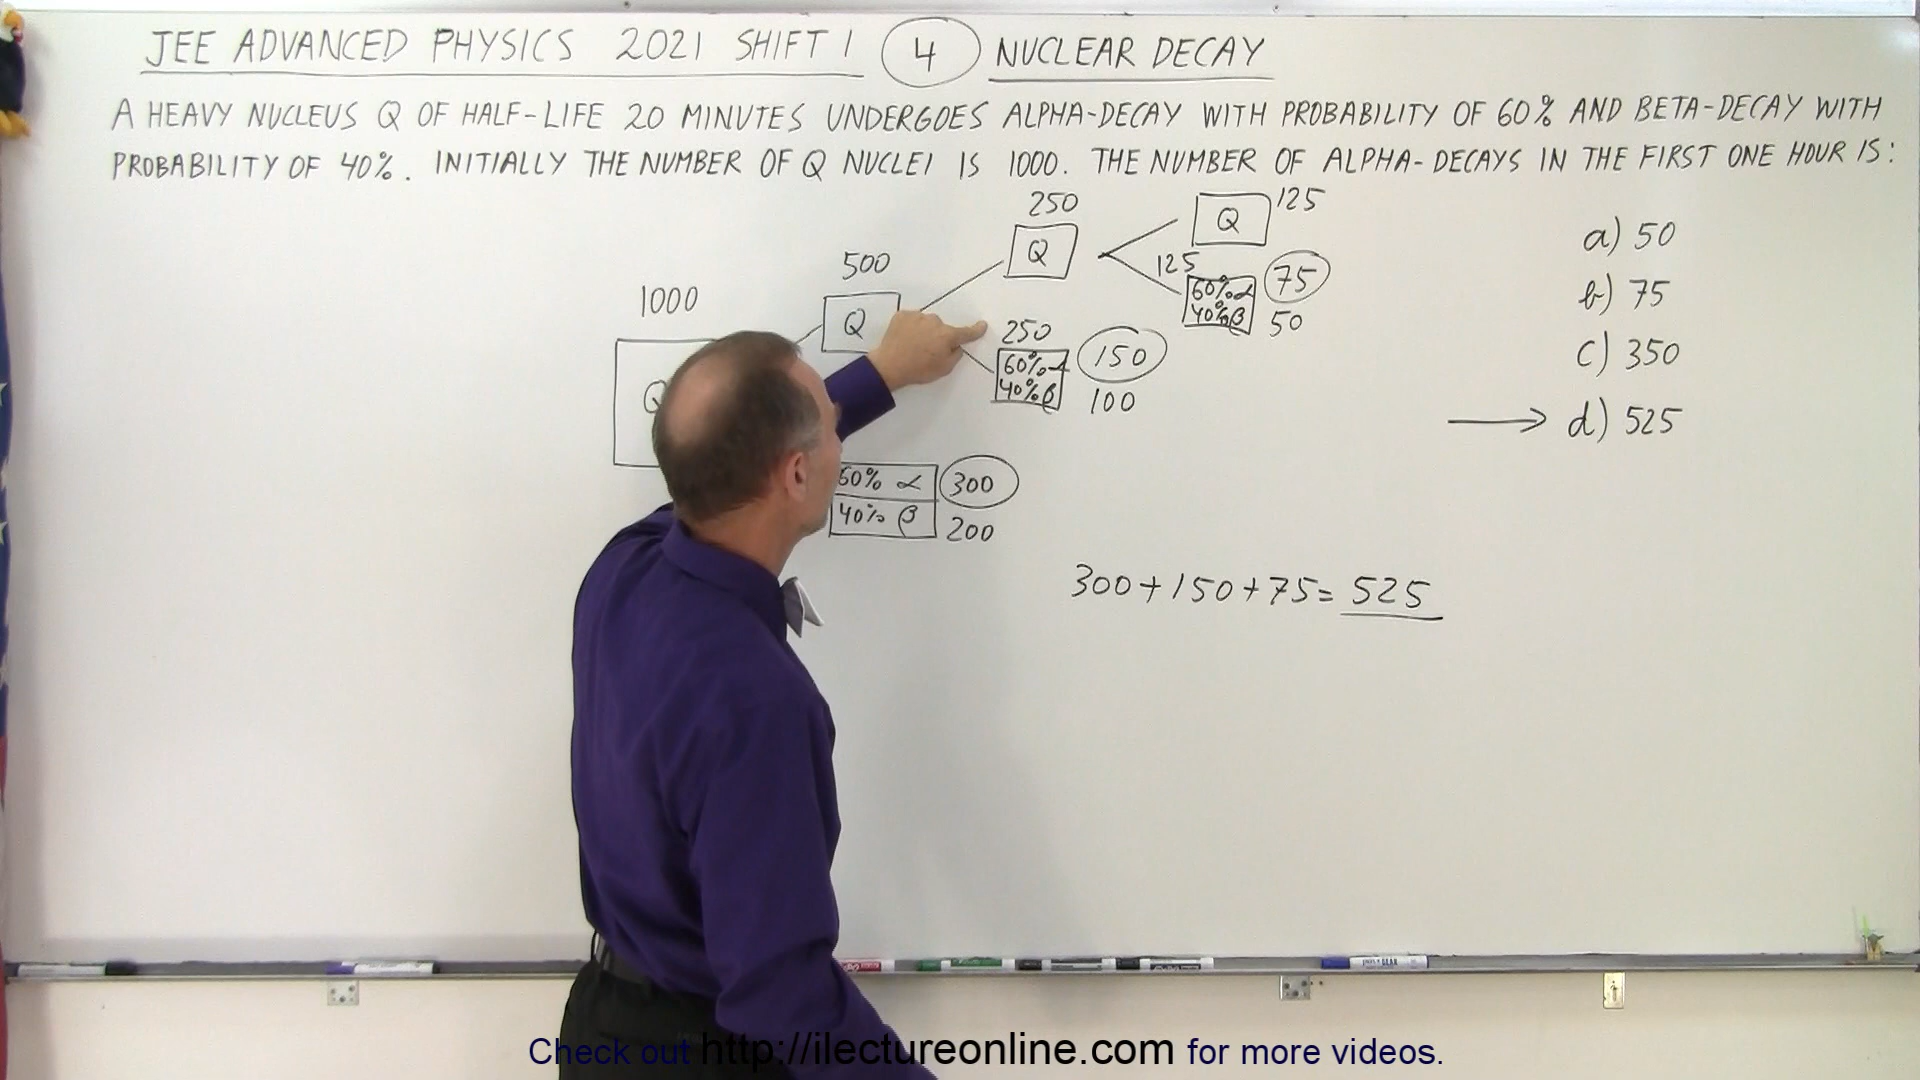 JEE ADVANCED PHYSICS 2021 SHIFT 1 4 NUCLEAR DECAY
A HEAVY NUCLEUS Q OF HALF-LIFE 20 MINUTES UNDERGOES ALPHA-DECAY WITH PROBABILITY OF 60% AND BETA-DECAY WITH
PROBABILITY OF 40%. INITIALLY THE NUMBER OF Q NUCLEI IS 1000. THE NUMBER OF ALPHA-DECAYS IN THE FIRST ONE HOUR IS:
1000
Q
500
Q
60% α 300
40% β 200
250
Q
250
60% α 150
40% β 100
Q 125
125
60% α 75
40% β 50
300+150+75=525
a) 50
b) 75
c) 350
→ d) 525
Check out http://ilectureonline.com for more videos.